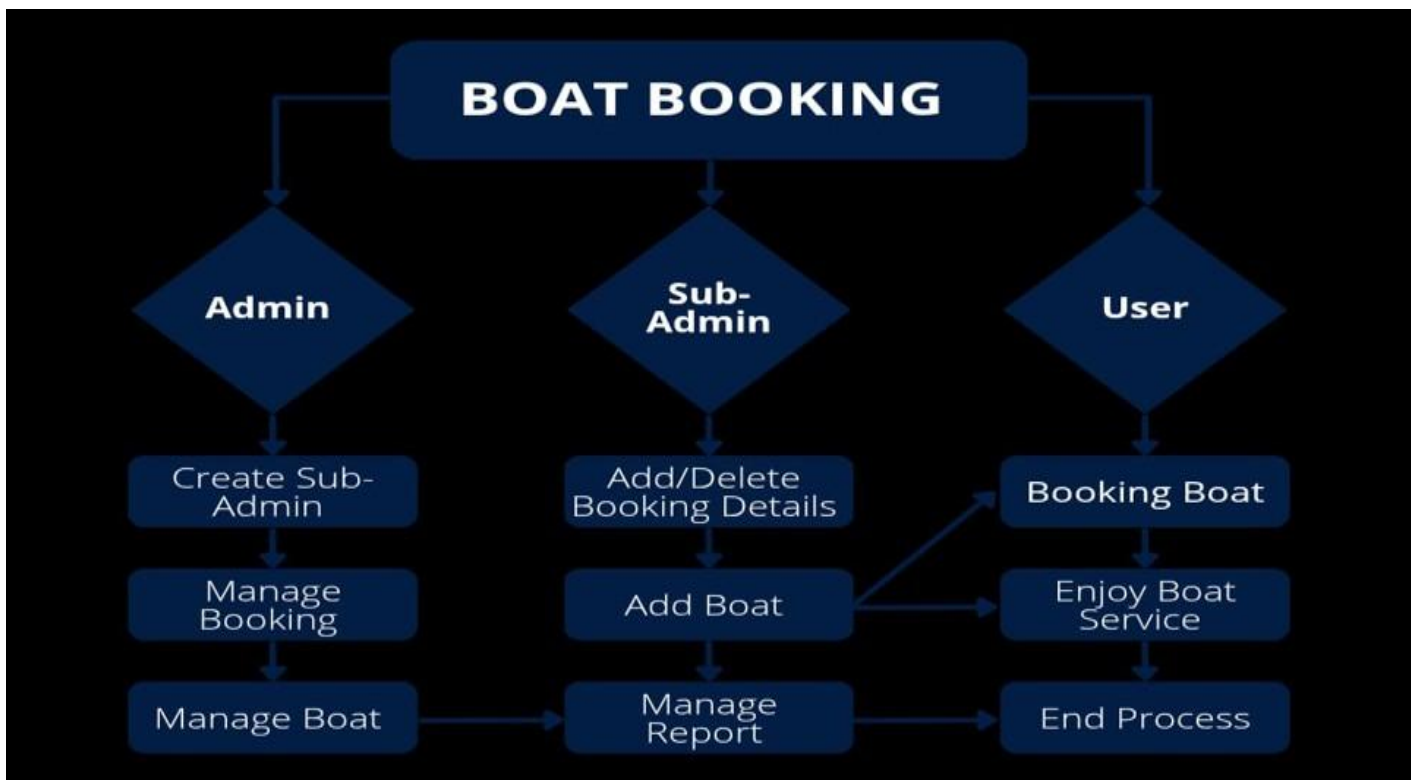 BOAT BOOKING
Admin
Sub-
Admin
User
Create Sub-
Admin
Add/Delete
Booking Details
Booking Boat
Manage
Booking
Add Boat
Enjoy Boat
Service
Manage Boat
Manage
Report
End Process